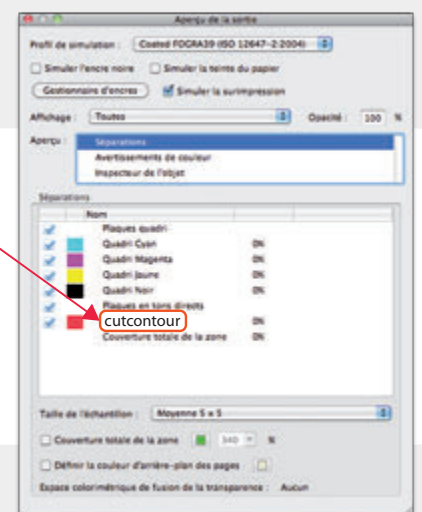 Aperçu de la sortie
Profil de simulation : Coated FOGRA39 (ISO 12647-2:2004)
Simuler l'encre noire Simuler la teinte du papier
Gestionnaire d'encres Simuler la surimpression
Affichage : Toutes Opacité : 100 %
Aperçu : Séparations
Avertissements de couleur
Inspecteur de l'objet
Séparations
Nom
Plaques quadri
Quadri Cyan 0%
Quadri Magenta 0%
Quadri Jaune 0%
Quadri Noir 0%
Plaques en tons directs
cutcontour 0%
Couverture totale de la zone 0%
Taille de l'échantillon : Moyenne 5 x 5
Couverture totale de la zone 340 %
Définir la couleur d'arrière-plan des pages
Espace colorimétrique de fusion de la transparence : Aucun